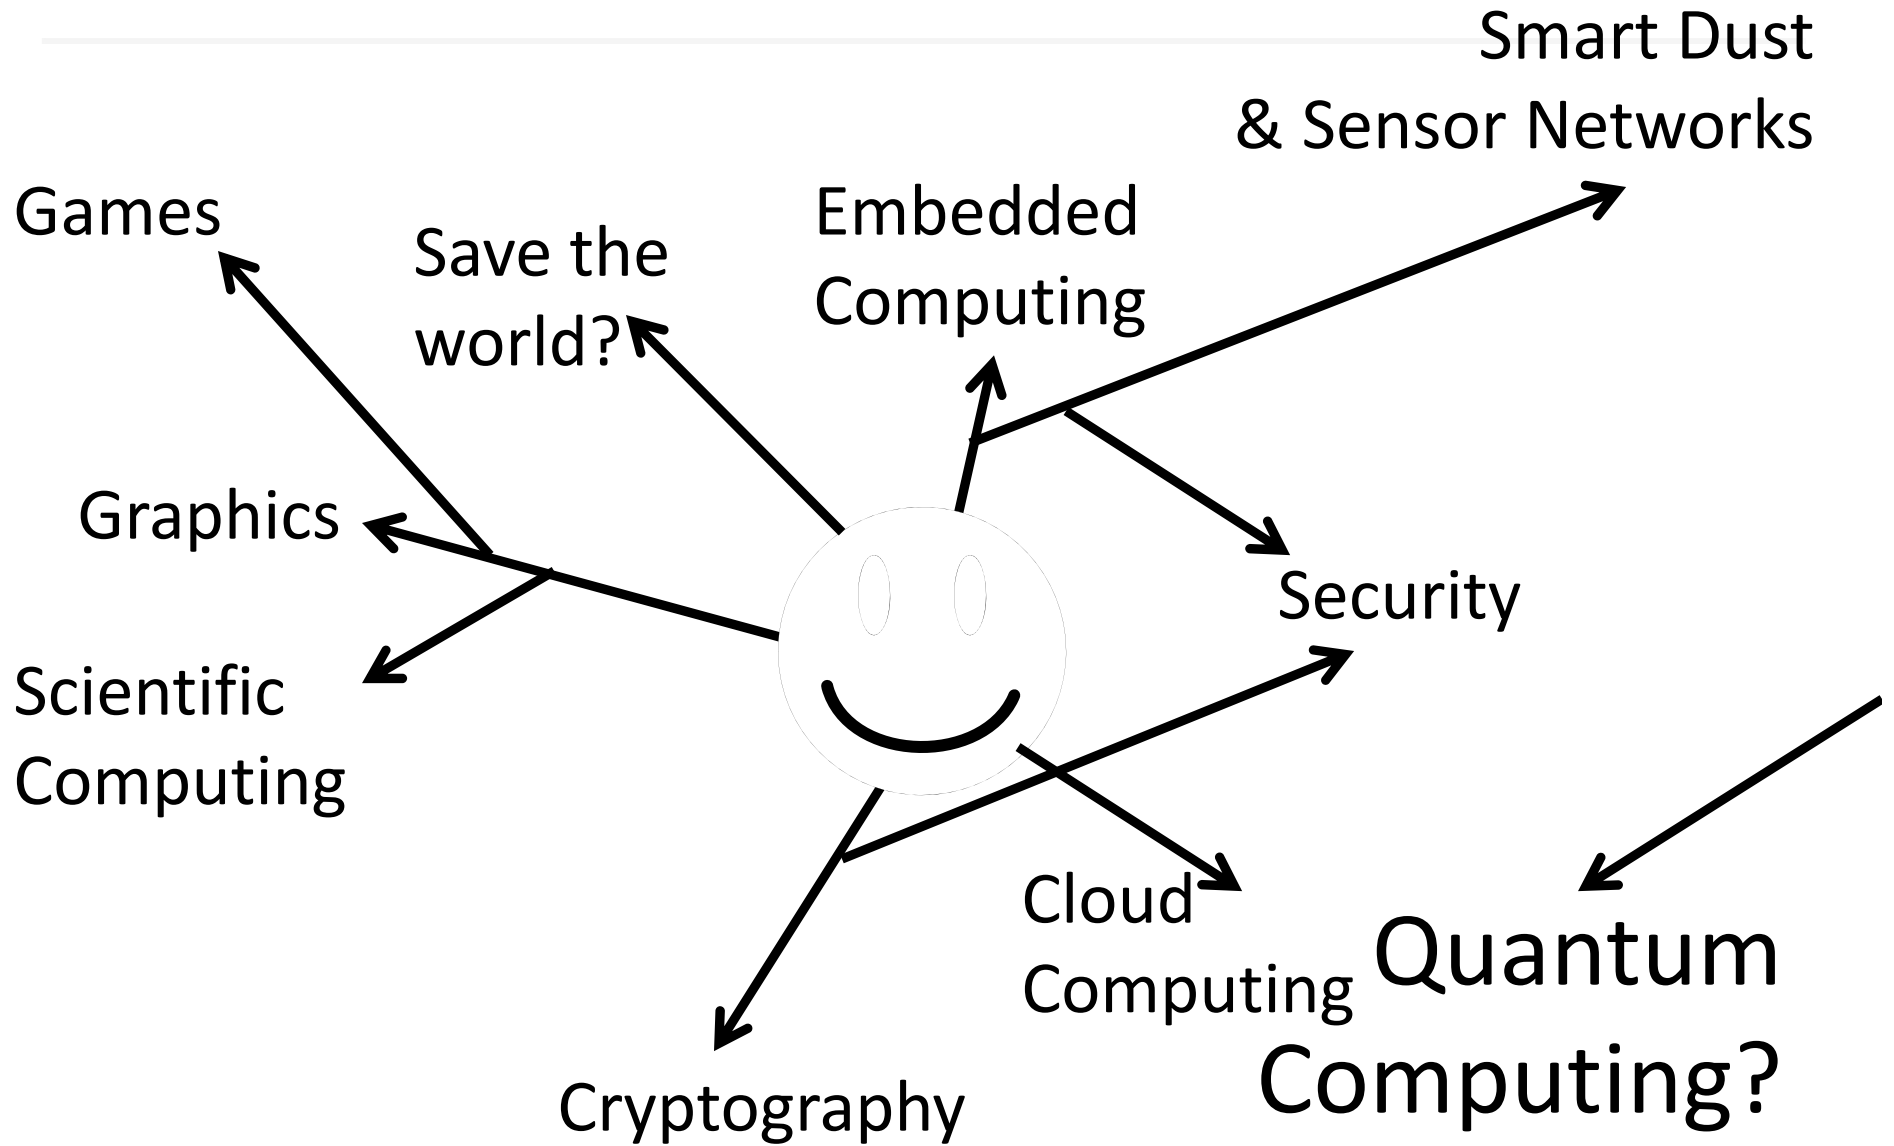 Smart Dust
& Sensor Networks
Games
Save the
world?
Embedded
Computing
Graphics
Security
Scientific
Computing
Cloud
Computing
Quantum
Computing?
Cryptography